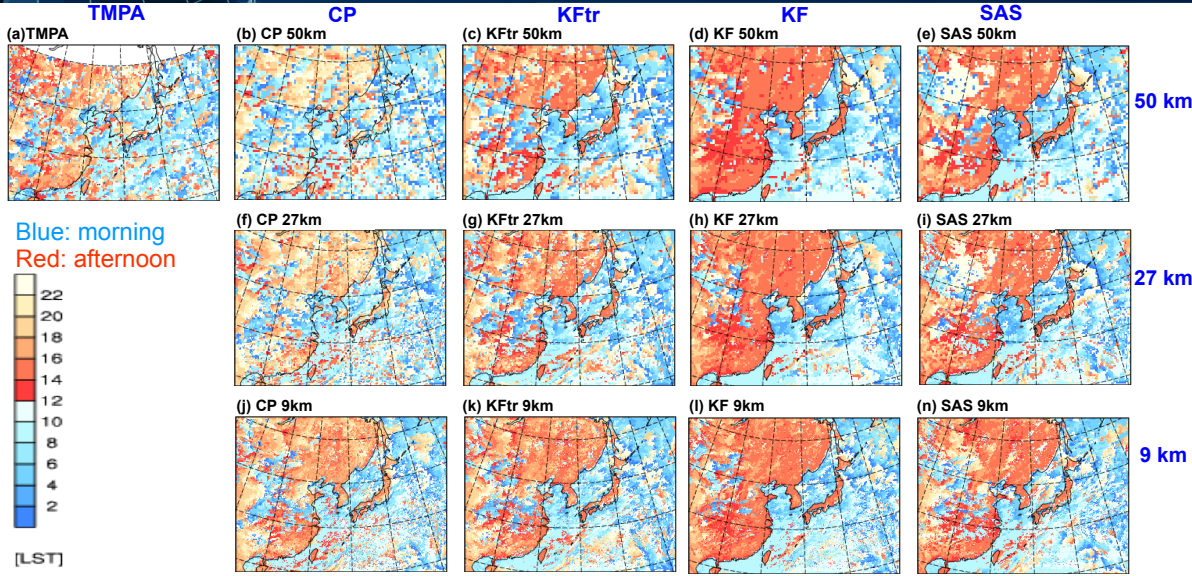 TMPA CP KFtr KF SAS
(a)TMPA (b) CP 50km (c) KFtr 50km (d) KF 50km (e) SAS 50km
50 km
(f) CP 27km (g) KFtr 27km (h) KF 27km (i) SAS 27km
27 km
Blue: morning
Red: afternoon
22
20
18
16
14
12
10
8
6
4
2
[LST]
(j) CP 9km (k) KFtr 9km (l) KF 9km (n) SAS 9km
9 km